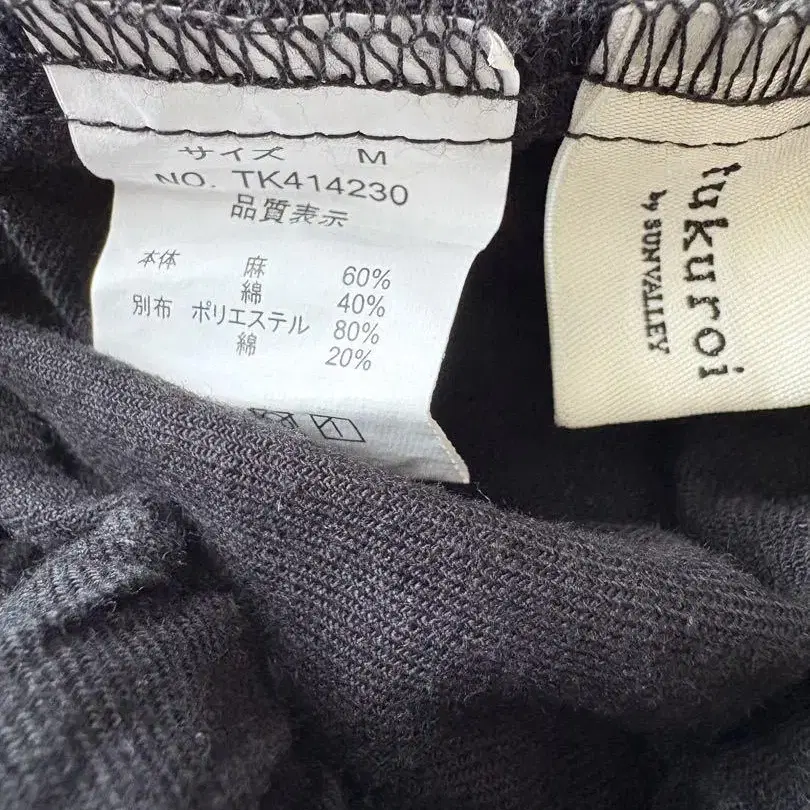 サイズ M
NO. TK414230
品質表示
本体 麻 60%
綿 40%
別布 ポリエステル 80%
綿 20%
tukuroi
by SUNVALLEY